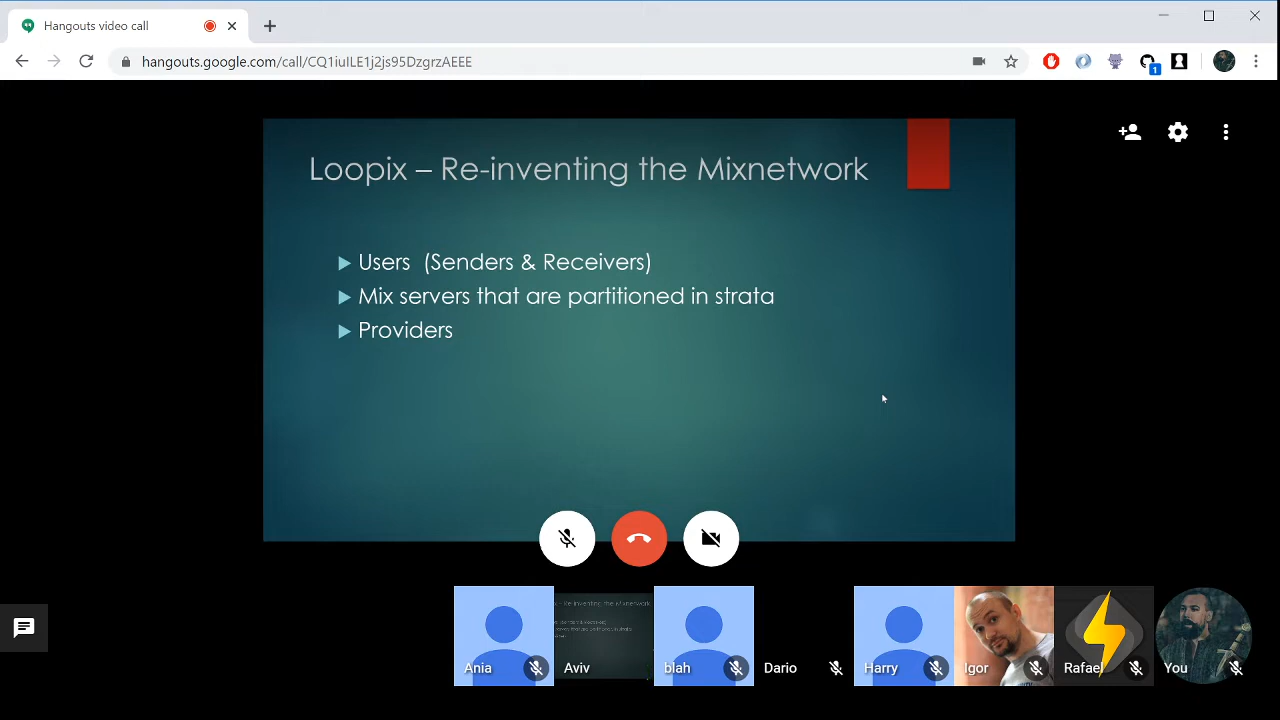 Hangouts video call
hangouts.google.com/call/CQ1iuILE1j2js95DzgrzAEEE
1
Loopix – Re-inventing the Mixnetwork
Users (Senders & Receivers)
Mix servers that are partitioned in strata
Providers
Ania
Aviv
blah
Dario
Harry
Igor
Rafael
You